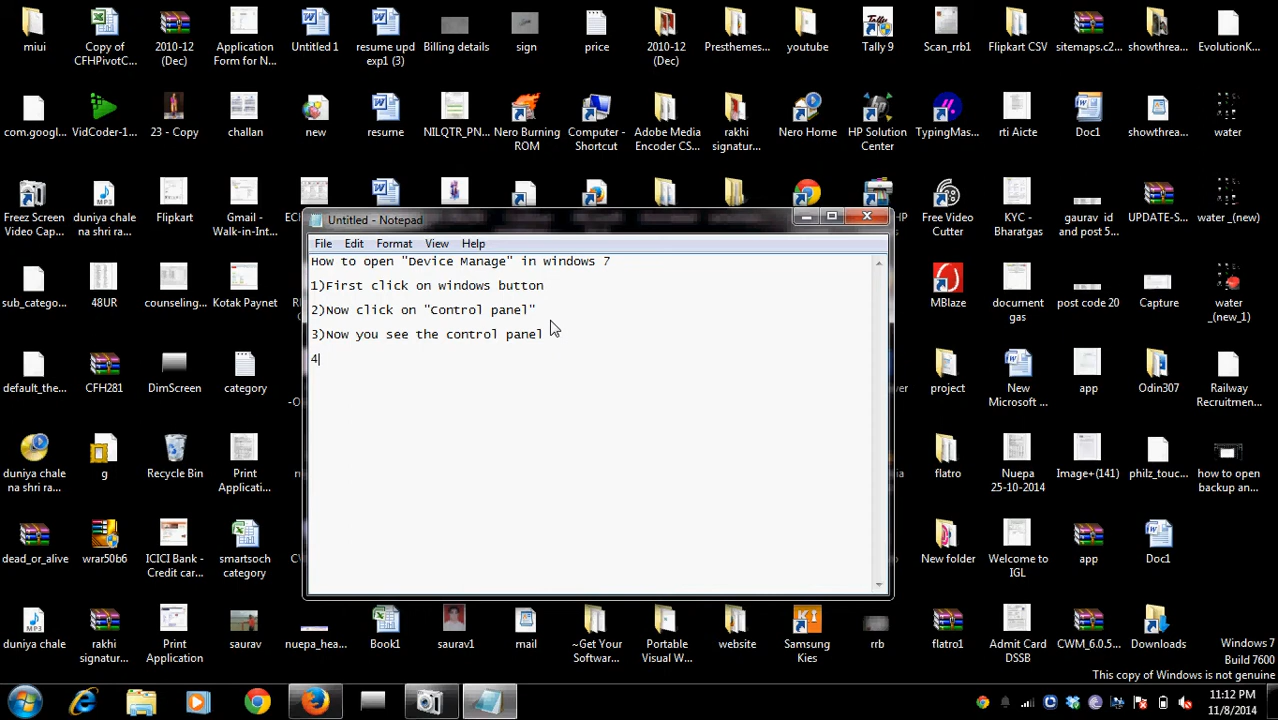 miui
Copy of CFHPivotC...
2010-12 (Dec)
Application Form for N...
Untitled 1
resume upd exp1 (3)
Billing details
sign
price
2010-12 (Dec)
Presthemes...
youtube
Tally 9
Scan_rrb1
Flipkart CSV
sitemaps.c2...
showthrea...
EvolutionK...
com.googl...
VidCoder-1...
23 - Copy
challan
new
resume
NILQTR_PN...
Nero Burning ROM
Computer - Shortcut
Adobe Media Encoder CS...
rakhi signatur...
Nero Home
HP Solution Center
TypingMas...
rti Aicte
Doc1
showthrea...
water
Freez Screen Video Cap...
duniya chale na shri ra...
Flipkart
Gmail - Walk-in-Int...
Free Video Cutter
KYC - Bharatgas
gaurav id and post 5...
UPDATE-S...
water _(new)
Untitled - Notepad
File Edit Format View Help
How to open "Device Manage" in windows 7
1)First click on windows button
2)Now click on "Control panel"
3)Now you see the control panel
4
sub_catego...
48UR
counseling...
Kotak Paynet
MBlaze
document gas
post code 20
Capture
water _(new_1)
default_the...
CFH281
DimScreen
category
project
New Microsoft ...
app
Odin307
Railway Recruitmen...
duniya chale na shri ra...
g
Recycle Bin
Print Applicati...
flatro
Nuepa 25-10-2014
Image+(141)
philz_touc...
how to open backup an...
dead_or_alive
wrar50b6
ICICI Bank - Credit car...
smartsoch category
New folder
Welcome to IGL
app
Doc1
duniya chale
rakhi signatur...
Print Application
saurav
nuepa_hea...
Book1
saurav1
mail
~Get Your Softwar...
Portable Visual W...
website
Samsung Kies
rrb
flatro1
Admit Card DSSB
CWM_6.0.5...
Downloads
Windows 7
Build 7600
This copy of Windows is not genuine
11:12 PM
11/8/2014